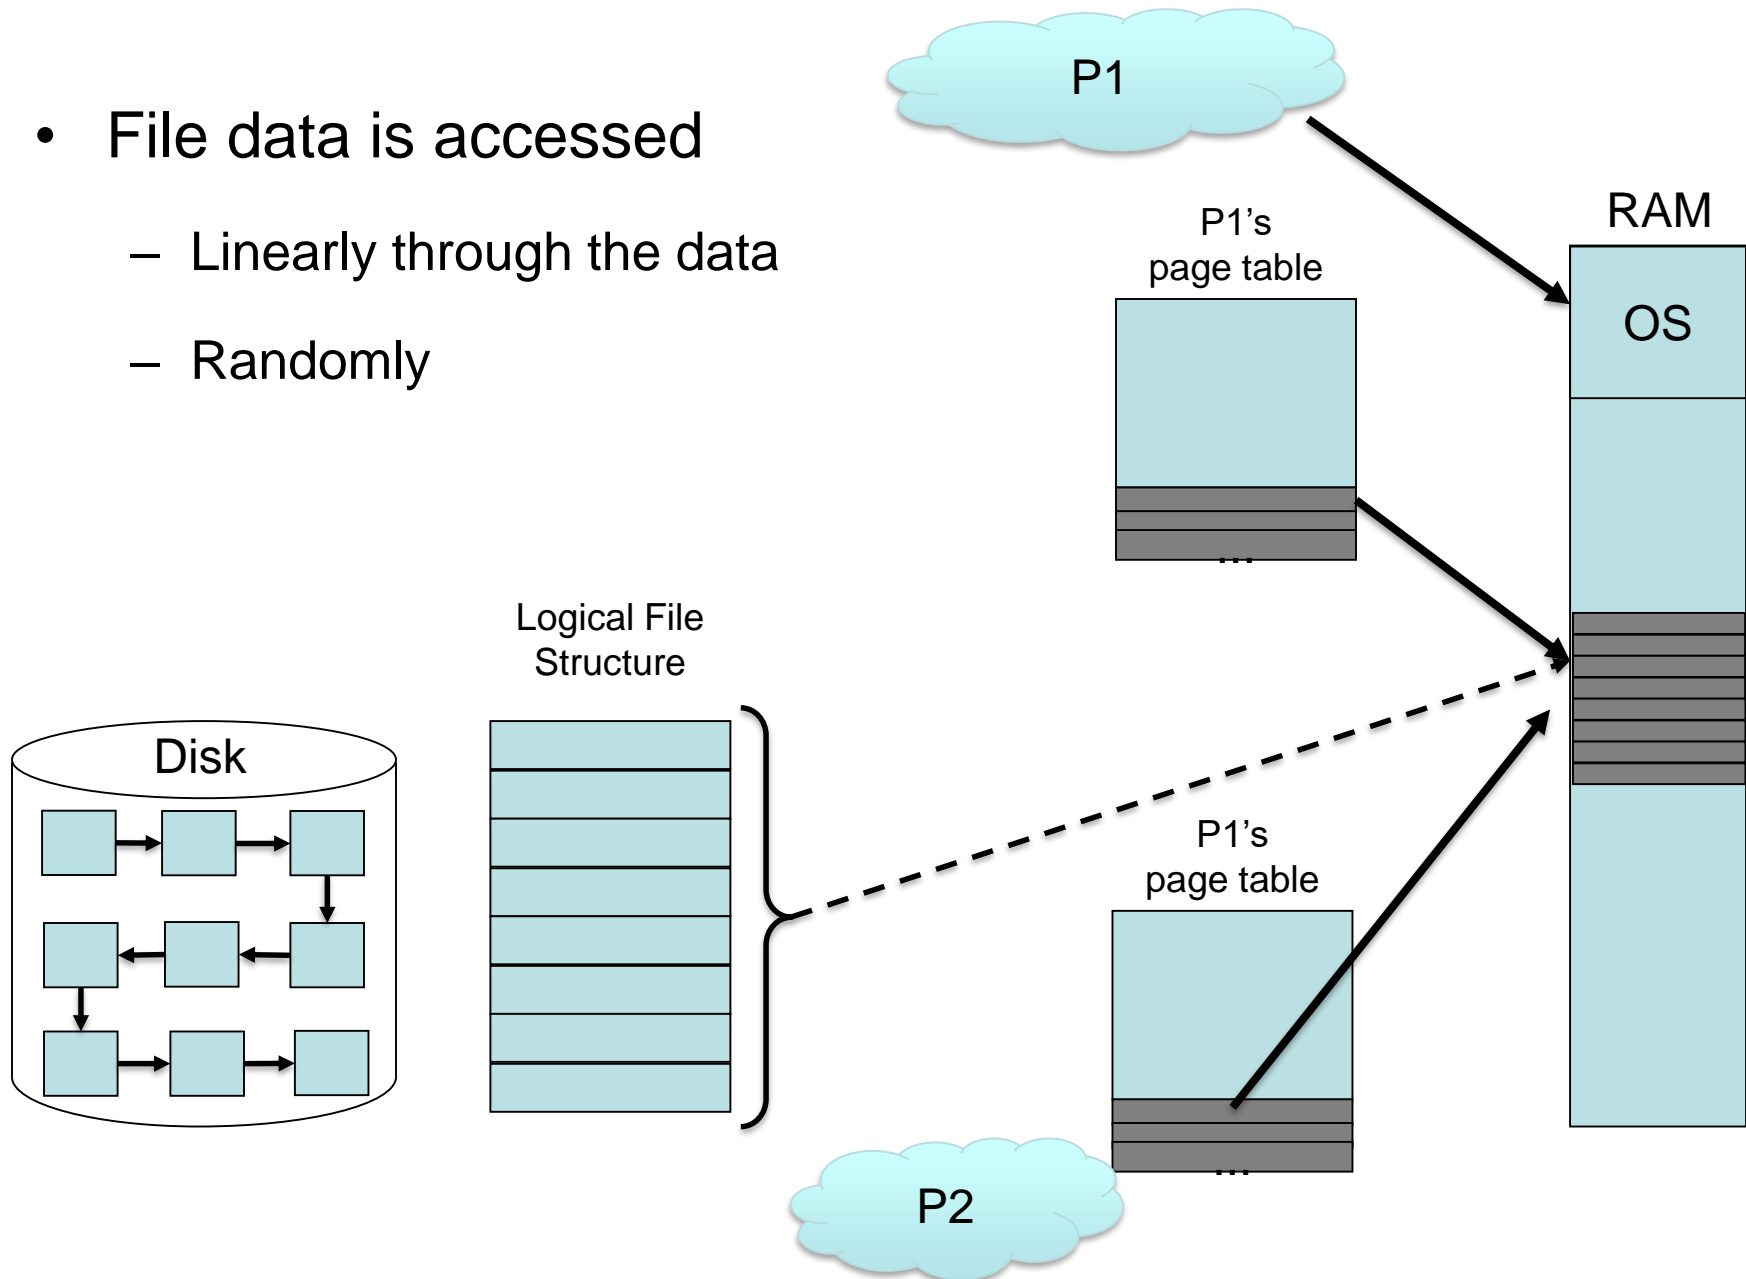 • File data is accessed
– Linearly through the data
– Randomly
P1
P1’s
page table
...
RAM
OS
Logical File
Structure
Disk
P1’s
page table
...
P2